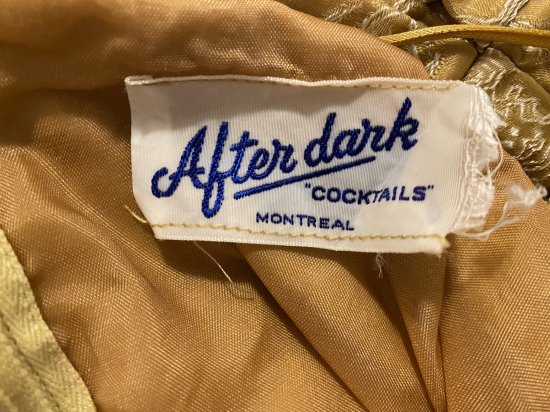 After dark
"COCKTAILS"
MONTREAL